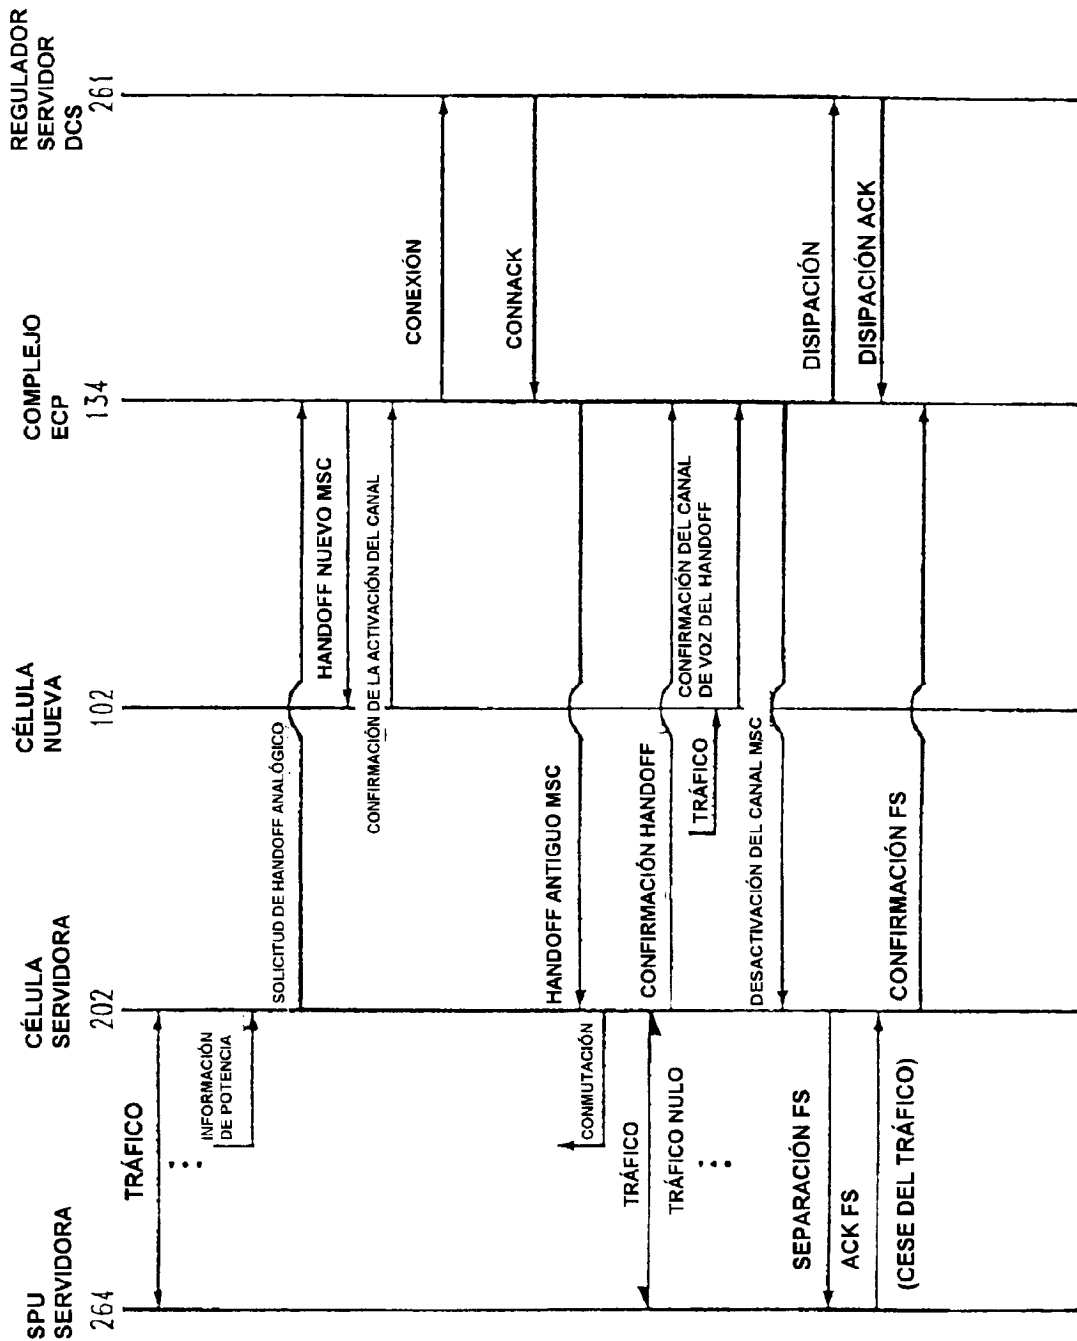 SPU
SERVIDORA
264
CÉLULA
SERVIDORA
202
CÉLULA
NUEVA
102
COMPLEJO
ECP
134
REGULADOR
SERVIDOR
DCS
261
TRÁFICO
INFORMACIÓN
DE POTENCIA
SOLICITUD DE HANDOFF ANALÓGICO
HANDOFF NUEVO MSC
CONFIRMACIÓN DE LA ACTIVACIÓN DEL CANAL
CONEXIÓN
CONNACK
HANDOFF ANTIGUO MSC
CONMUTACIÓN
TRÁFICO
TRÁFICO NULO
CONFIRMACIÓN HANDOFF
CONFIRMACIÓN DEL CANAL
DE VOZ DEL HANDOFF
TRÁFICO
DESACTIVACIÓN DEL CANAL MSC
SEPARACIÓN FS
DISIPACIÓN
ACK FS
DISIPACIÓN ACK
(CESE DEL TRÁFICO)
CONFIRMACIÓN FS